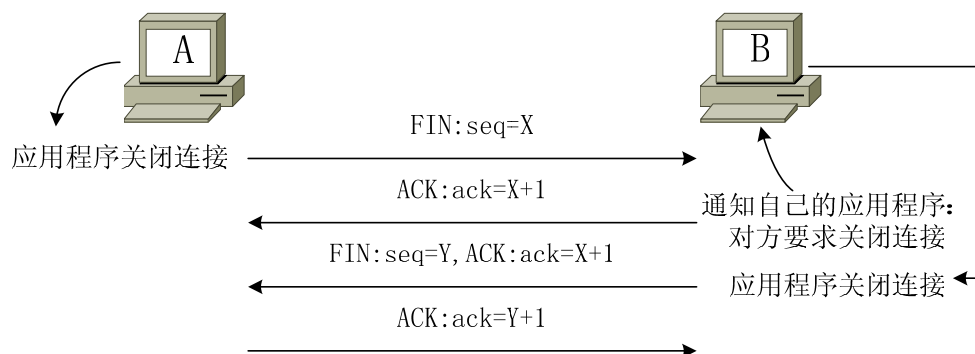 A
B
FIN:seq=X
应用程序关闭连接
ACK:ack=X+1
通知自己的应用程序：
对方要求关闭连接
FIN:seq=Y,ACK:ack=X+1
应用程序关闭连接
ACK:ack=Y+1